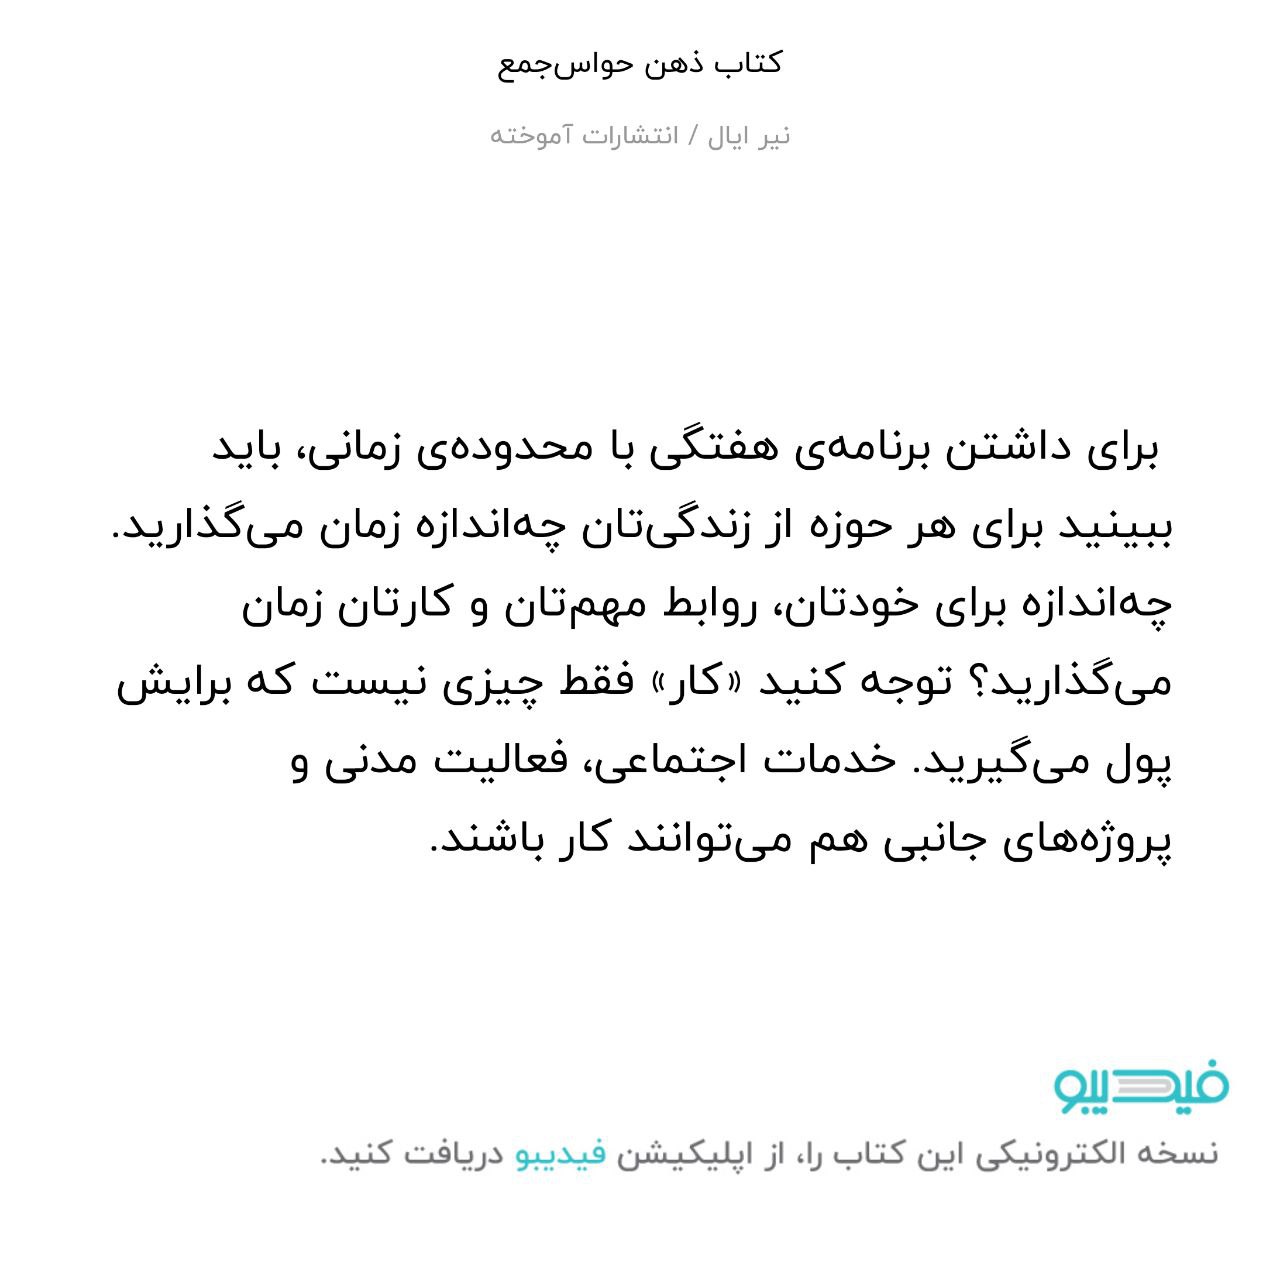 کتاب ذهن حواس‌جمع
نیر ایال / انتشارات آموخته
برای داشتن برنامه‌ی هفتگی با محدوده‌ی زمانی، باید
ببینید برای هر حوزه از زندگی‌تان چه‌اندازه زمان می‌گذارید.
چه‌اندازه برای خودتان، روابط مهم‌تان و کارتان زمان
می‌گذارید؟ توجه کنید «کار» فقط چیزی نیست که برایش
پول می‌گیرید. خدمات اجتماعی، فعالیت مدنی و
پروژه‌های جانبی هم می‌توانند کار باشند.
فیدیبو
نسخه الکترونیکی این کتاب را، از اپلیکیشن فیدیبو دریافت کنید.